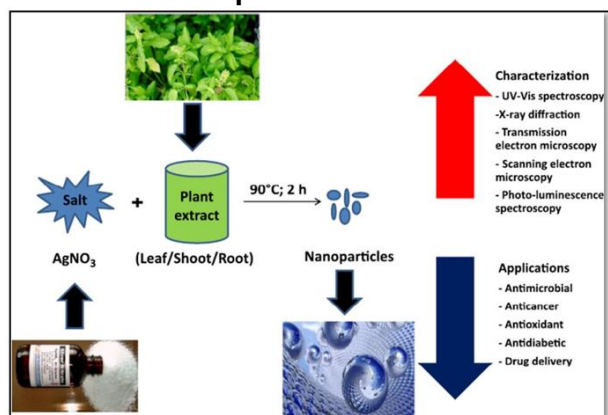 Salt
+
Plant
extract
90°C; 2 h
AgNO₃
(Leaf/Shoot/Root)
Nanoparticles
Characterization
- UV-Vis spectroscopy
-X-ray diffraction
- Transmission
electron microscopy
- Scanning electron
microscopy
- Photo-luminescence
spectroscopy
Applications
- Antimicrobial
- Anticancer
- Antioxidant
- Antidiabetic
- Drug delivery